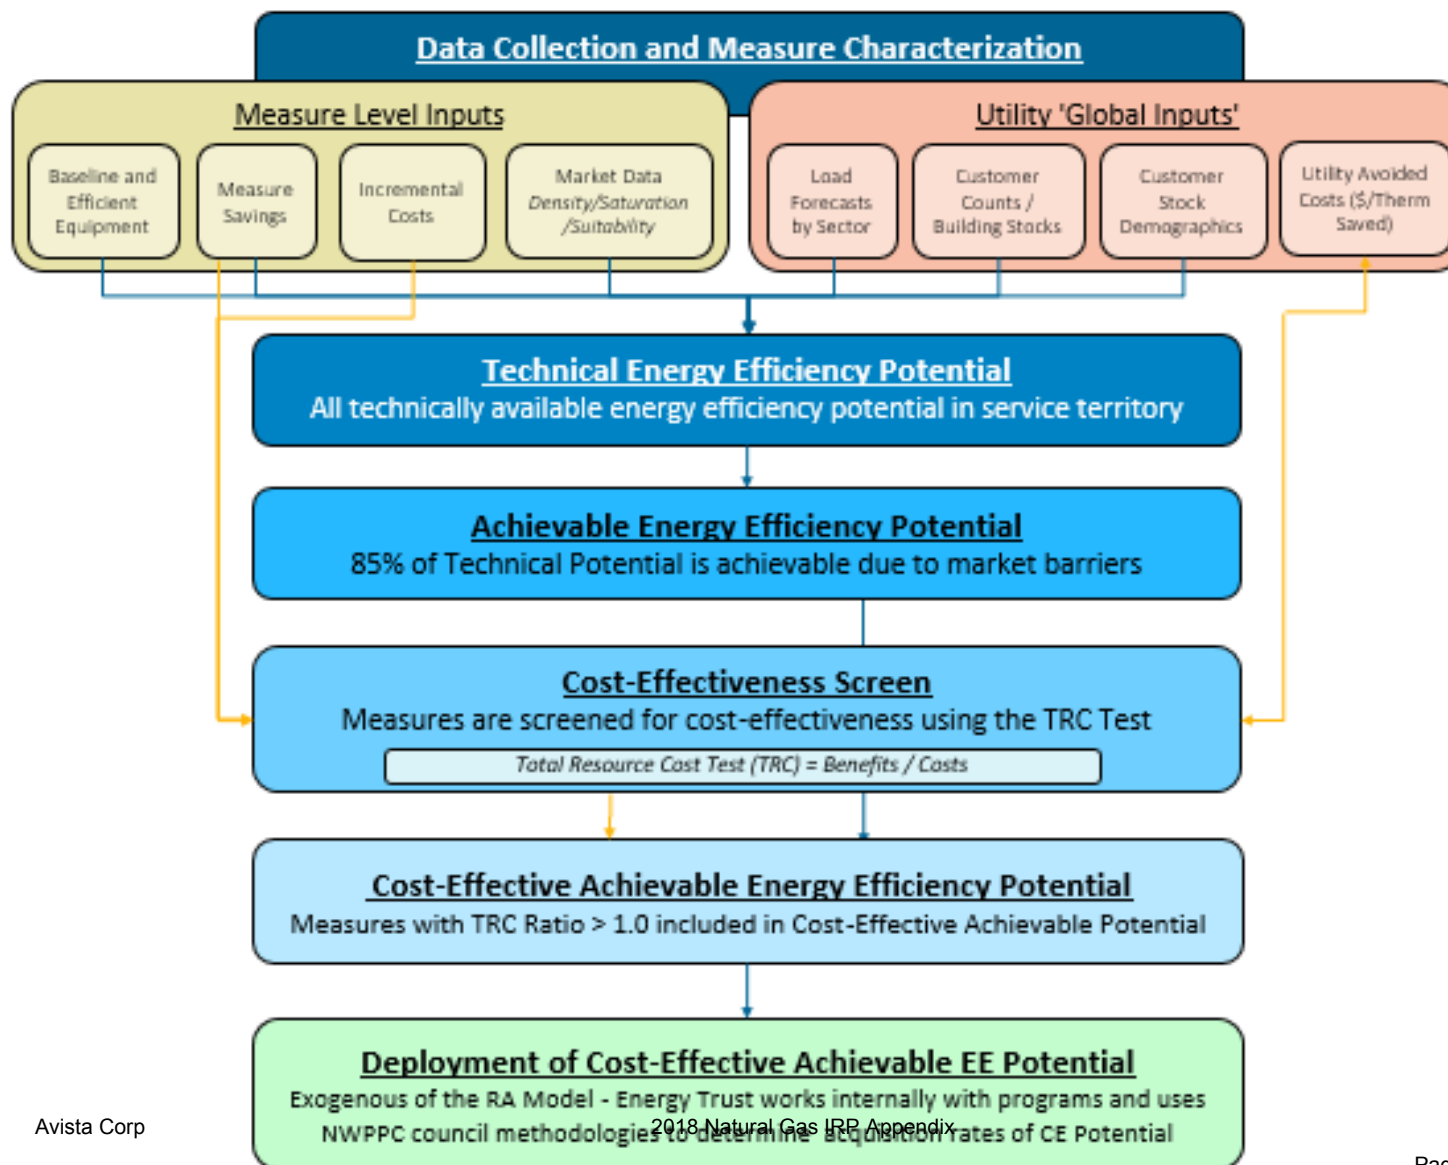 Data Collection and Measure Characterization
Measure Level Inputs
Baseline and
Efficient
Equipment
Measure
Savings
Incremental
Costs
Market Data
Density/Saturation
/Suitability
Utility 'Global Inputs'
Load
Forecasts
by Sector
Customer
Counts /
Building Stocks
Customer
Stock
Demographics
Utility Avoided
Costs ($/Therm
Saved)
Technical Energy Efficiency Potential
All technically available energy efficiency potential in service territory
Achievable Energy Efficiency Potential
85% of Technical Potential is achievable due to market barriers
Cost-Effectiveness Screen
Measures are screened for cost-effectiveness using the TRC Test
Total Resource Cost Test (TRC) = Benefits / Costs
Cost-Effective Achievable Energy Efficiency Potential
Measures with TRC Ratio > 1.0 included in Cost-Effective Achievable Potential
Deployment of Cost-Effective Achievable EE Potential
Exogenous of the RA Model - Energy Trust works internally with programs and uses
NWPPC council methodologies to determine acquisition rates of CE Potential
Avista Corp
2018 Natural Gas IRP Appendix